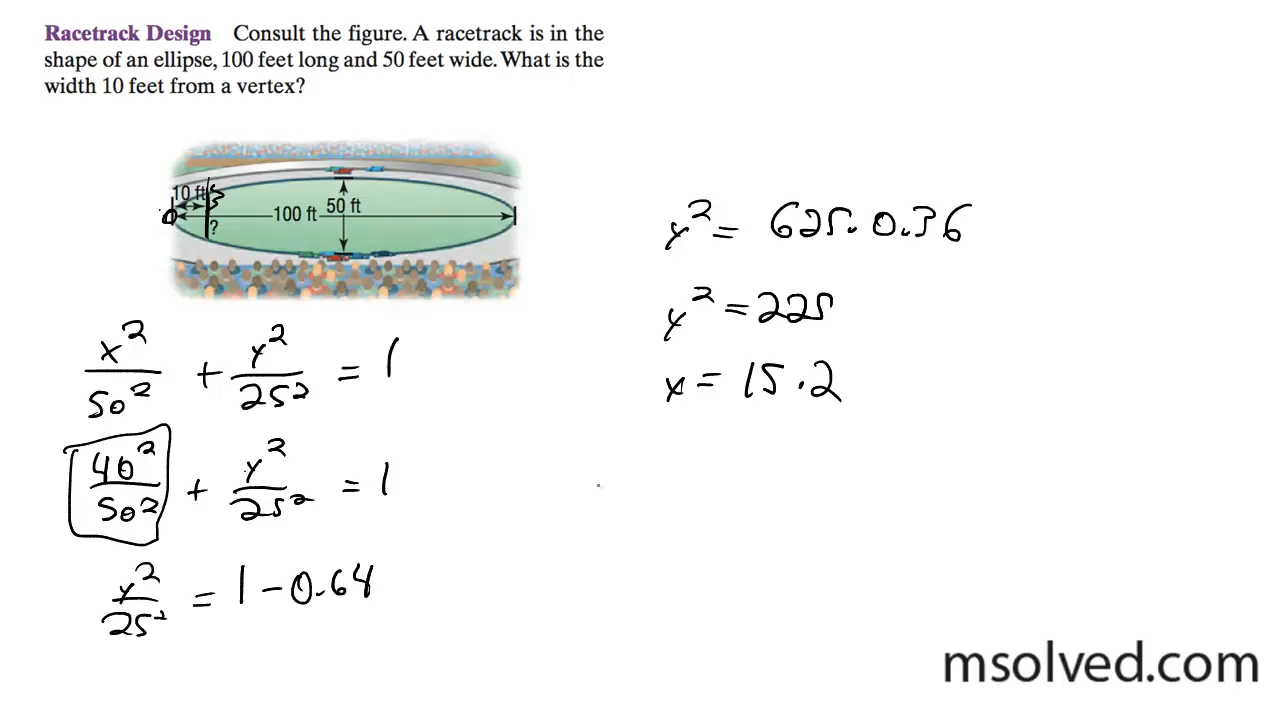 Racetrack Design Consult the figure. A racetrack is in the
shape of an ellipse, 100 feet long and 50 feet wide. What is the
width 10 feet from a vertex?
10 ft
100 ft
50 ft
?
x² / 50² + y² / 25² = 1
40² / 50² + y² / 25² = 1
y² / 25² = 1 - 0.64
y² = 625 . 0.36
y² = 225
x = 15 . 2
msolved.com